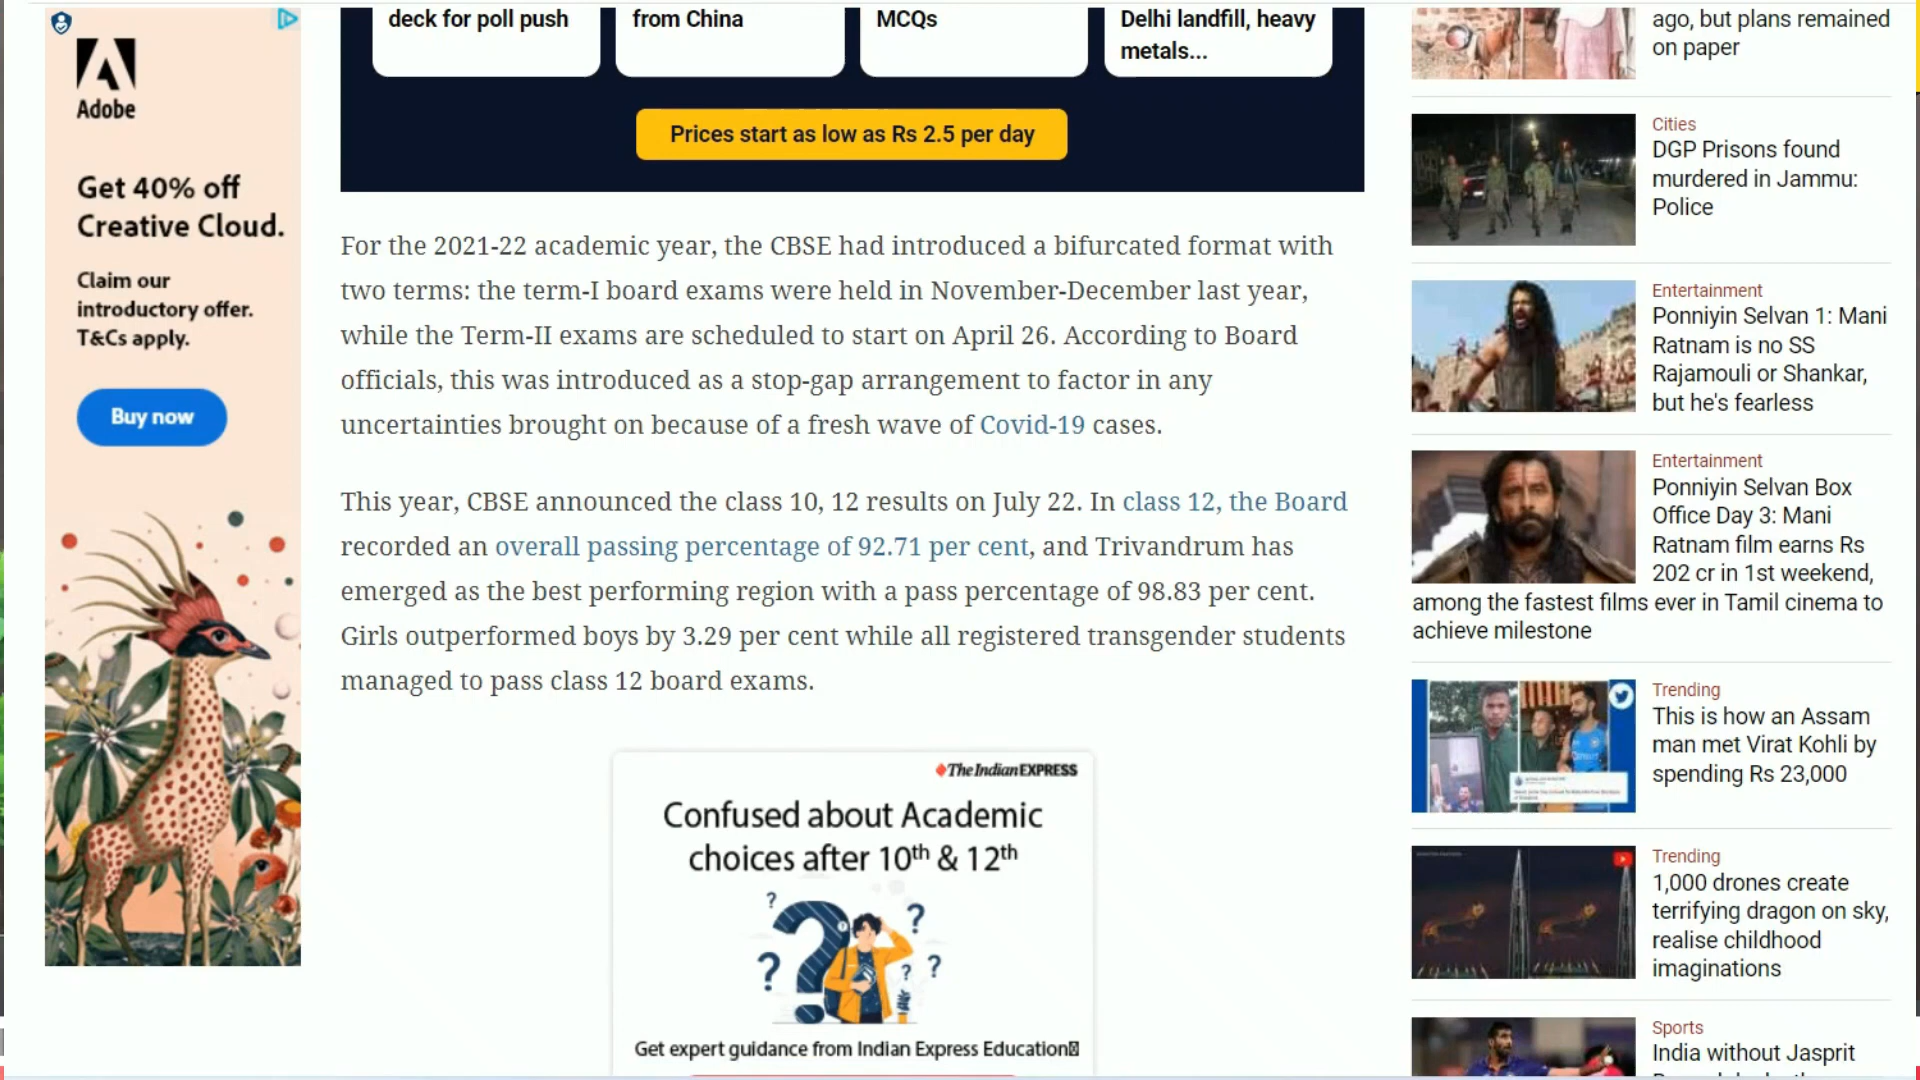 Adobe
Get 40% off
Creative Cloud.
Claim our
introductory offer.
T&Cs apply.
Buy now
deck for poll push
from China
MCQs
Delhi landfill, heavy
metals...
Prices start as low as Rs 2.5 per day
For the 2021-22 academic year, the CBSE had introduced a bifurcated format with
two terms: the term-I board exams were held in November-December last year,
while the Term-II exams are scheduled to start on April 26. According to Board
officials, this was introduced as a stop-gap arrangement to factor in any
uncertainties brought on because of a fresh wave of Covid-19 cases.
This year, CBSE announced the class 10, 12 results on July 22. In class 12, the Board
recorded an overall passing percentage of 92.71 per cent, and Trivandrum has
emerged as the best performing region with a pass percentage of 98.83 per cent.
Girls outperformed boys by 3.29 per cent while all registered transgender students
managed to pass class 12 board exams.
The Indian EXPRESS
Confused about Academic
choices after 10th & 12th
Get expert guidance from Indian Express Education
ago, but plans remained
on paper
Cities
DGP Prisons found
murdered in Jammu:
Police
Entertainment
Ponniyin Selvan 1: Mani
Ratnam is no SS
Rajamouli or Shankar,
but he's fearless
Entertainment
Ponniyin Selvan Box
Office Day 3: Mani
Ratnam film earns Rs
202 cr in 1st weekend,
among the fastest films ever in Tamil cinema to
achieve milestone
Trending
This is how an Assam
man met Virat Kohli by
spending Rs 23,000
Trending
1,000 drones create
terrifying dragon on sky,
realise childhood
imaginations
Sports
India without Jasprit